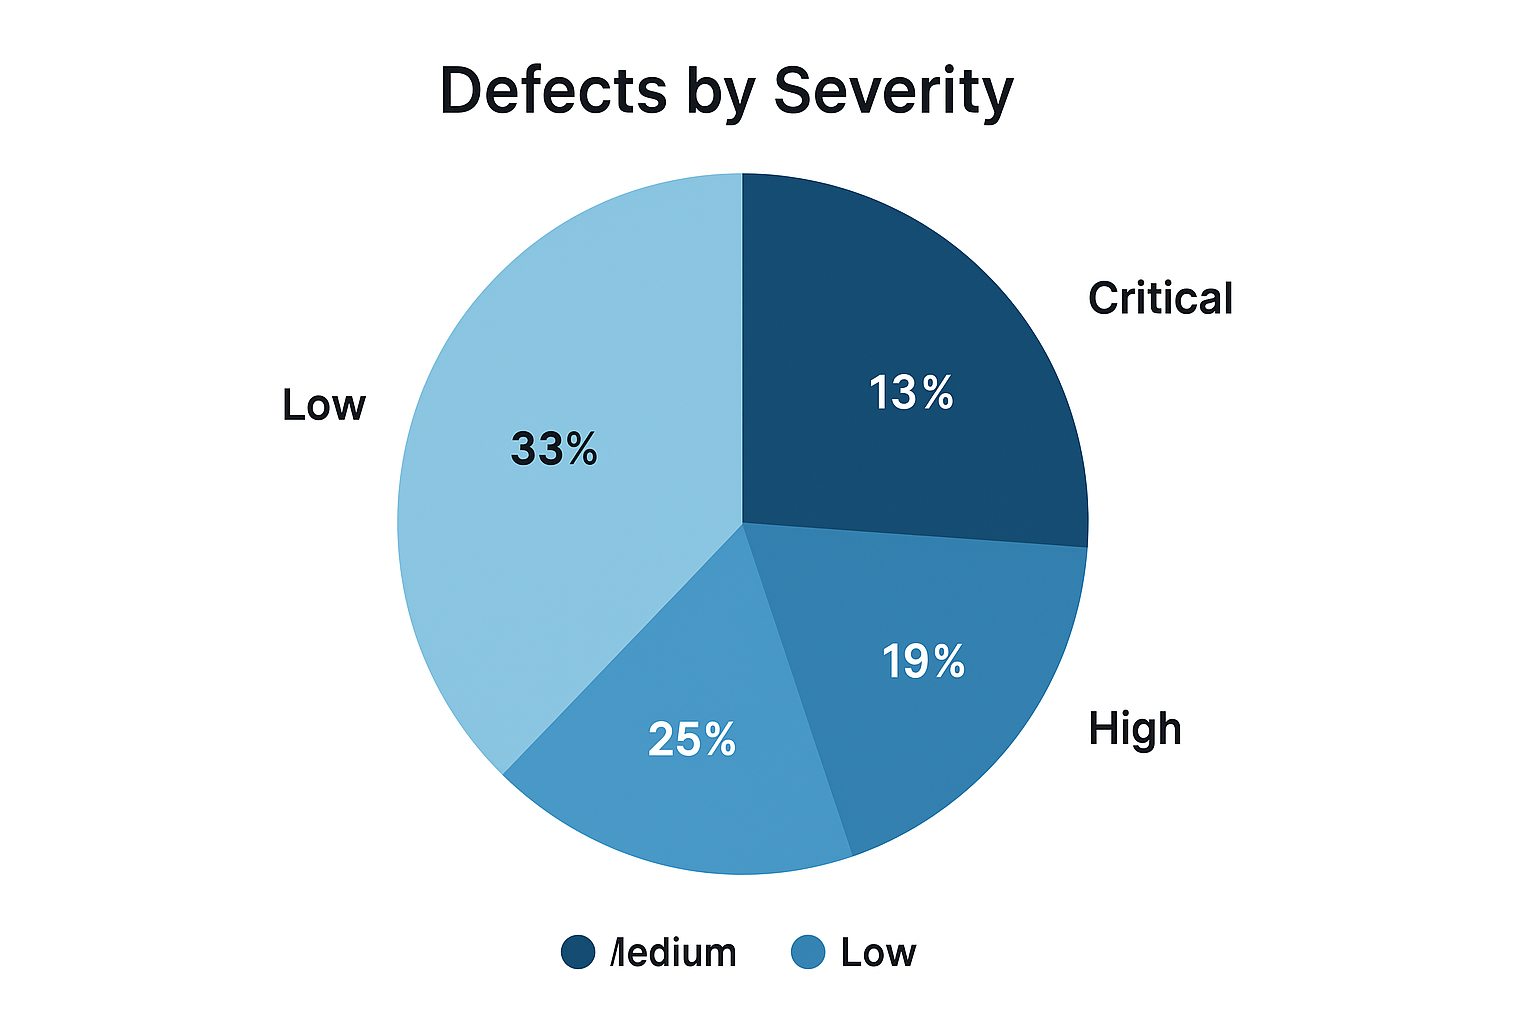 Defects by Severity
Critical
13%
Low
33%
19%
High
25%
Low